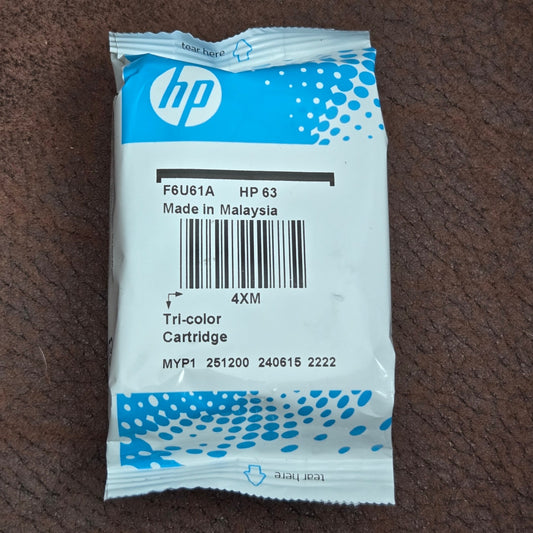 tear here
hp
F6U61A HP 63
Made in Malaysia
4XM
Tri-color
Cartridge
MYP1 251200 240615 2222
tear here